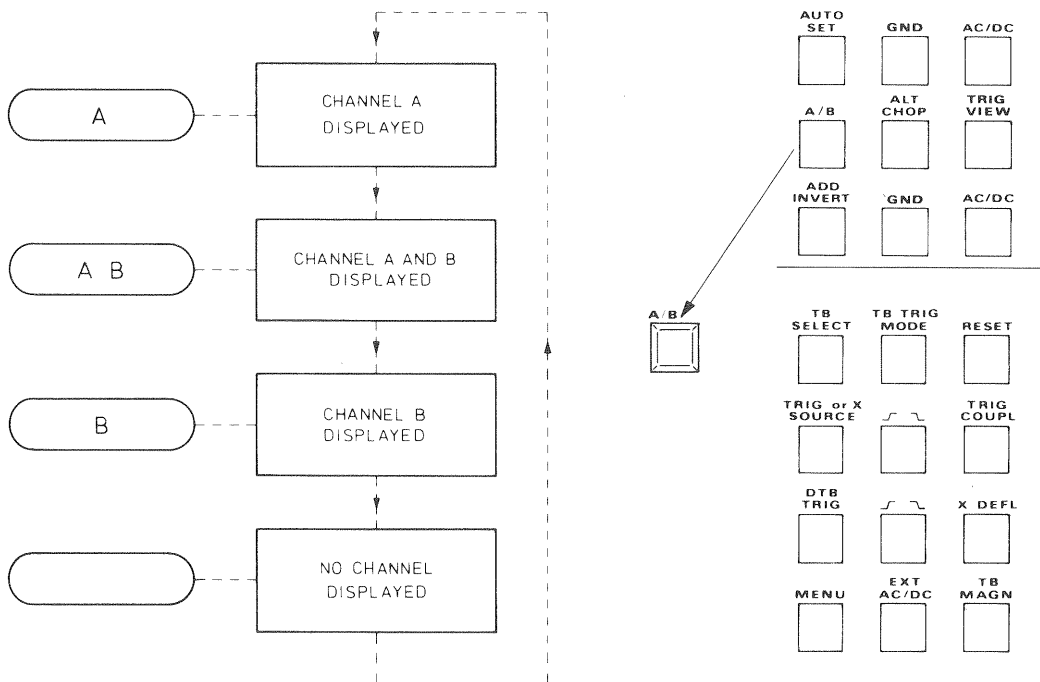 A
CHANNEL A
DISPLAYED
A B
CHANNEL A AND B
DISPLAYED
B
CHANNEL B
DISPLAYED
NO CHANNEL
DISPLAYED
A/B
AUTO
SET
GND
AC/DC
A/B
ALT
CHOP
TRIG
VIEW
ADD
INVERT
GND
AC/DC
TB
SELECT
TB TRIG
MODE
RESET
TRIG or X
SOURCE
TRIG
COUPL
DTB
TRIG
X DEFL
MENU
EXT
AC/DC
TB
MAGN